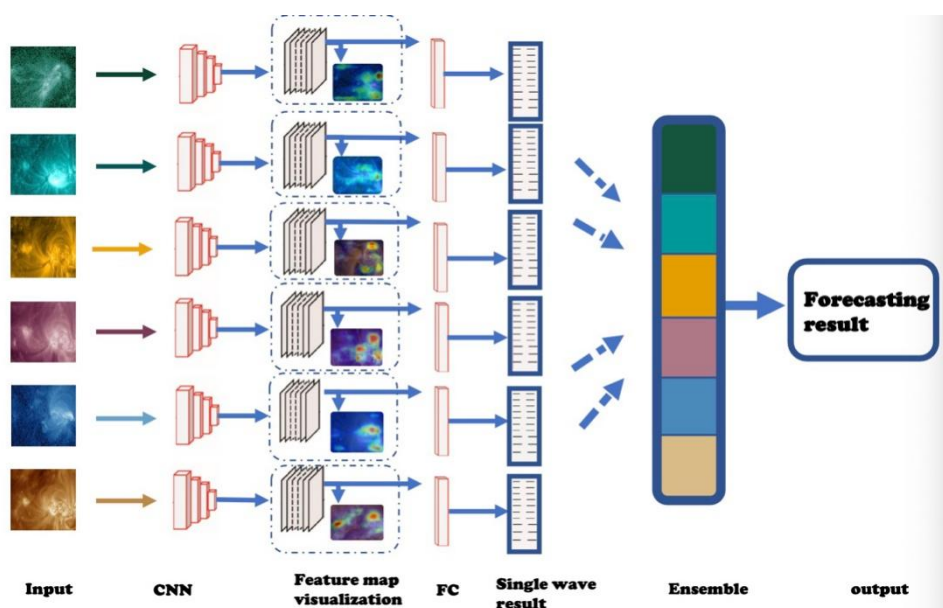 Forecasting
result
Input
CNN
Feature map
visualization
FC
Single wave
result
Ensemble
output